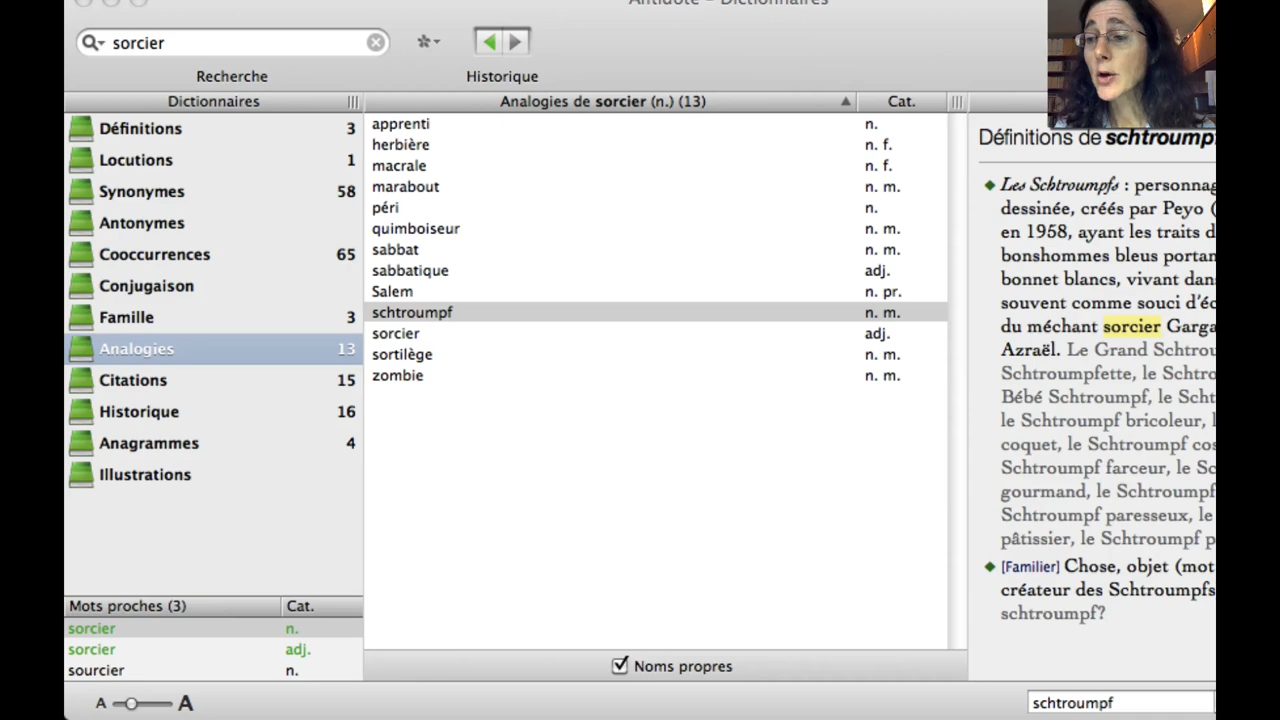 Antidote – Dictionnaires
sorcier
Recherche
Historique
Dictionnaires
Définitions 3
Locutions 1
Synonymes 58
Antonymes
Cooccurrences 65
Conjugaison
Famille 3
Analogies 13
Citations 15
Historique 16
Anagrammes 4
Illustrations
Mots proches (3) Cat.
sorcier n.
sorcier adj.
sourcier n.
A A
Analogies de sorcier (n.) (13) Cat.
apprenti n.
herbière n. f.
macrale n. f.
marabout n. m.
péri n.
quimboiseur n. m.
sabbat n. m.
sabbatique adj.
Salem n. pr.
schtroumpf n. m.
sorcier adj.
sortilège n. m.
zombie n. m.
Noms propres
Définitions de schtroumpf
Les Schtroumpfs : personnag
dessinée, créés par Peyo (
en 1958, ayant les traits d
bonshommes bleus portan
bonnet blancs, vivant dans
souvent comme souci d'éc
du méchant sorcier Garga
Azraël. Le Grand Schtrou
Schtroumpfette, le Schtro
Bébé Schtroumpf, le Scht
le Schtroumpf bricoleur, l
coquet, le Schtroumpf cos
Schtroumpf farceur, le Sc
gourmand, le Schtroumpf
Schtroumpf paresseux, le
pâtissier, le Schtroumpf p
[Familier] Chose, objet (mot
créateur des Schtroumpfs
schtroumpf?
schtroumpf